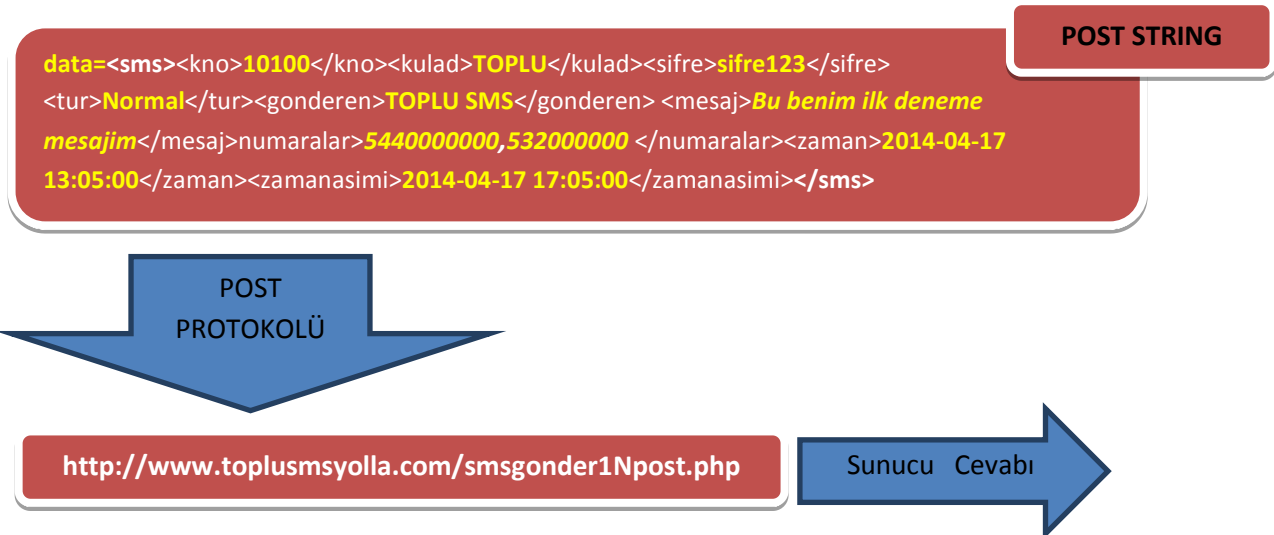 POST STRING
data=<sms><kno>10100</kno><kulad>TOPLU</kulad><sifre>sifre123</sifre>
<tur>Normal</tur><gonderen>TOPLU SMS</gonderen> <mesaj>Bu benim ilk deneme
mesajim</mesaj>numaralar>5440000000,532000000 </numaralar><zaman>2014-04-17
13:05:00</zaman><zamanasimi>2014-04-17 17:05:00</zamanasimi></sms>
POST
PROTOKOLÜ
http://www.toplusmsyolla.com/smsgonder1Npost.php
Sunucu Cevabı